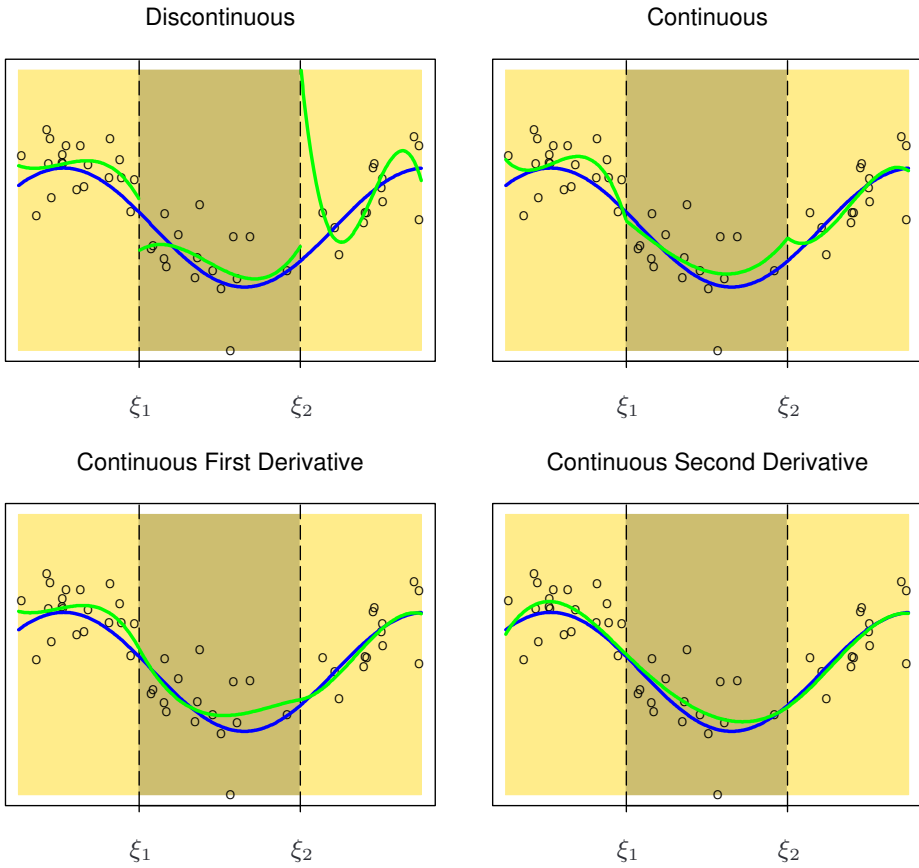 Discontinuous
Continuous
ξ₁ ξ₂
ξ₁ ξ₂
Continuous First Derivative
Continuous Second Derivative
ξ₁ ξ₂
ξ₁ ξ₂